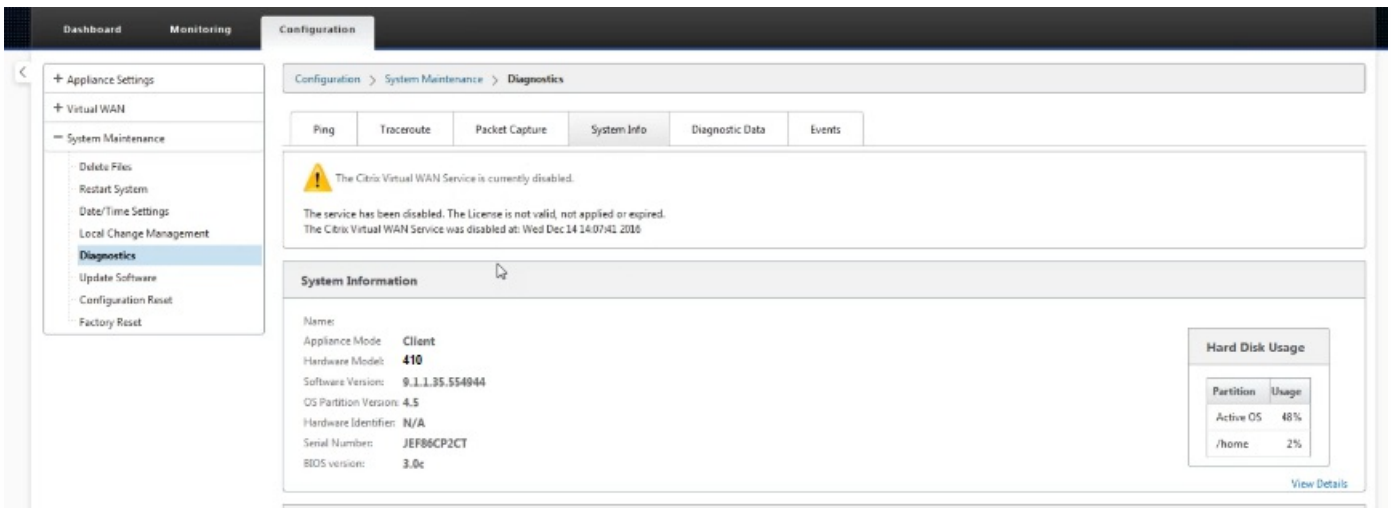 Dashboard Monitoring Configuration
+ Appliance Settings
+ Virtual WAN
− System Maintenance
Delete Files
Restart System
Date/Time Settings
Local Change Management
Diagnostics
Update Software
Configuration Reset
Factory Reset
Configuration > System Maintenance > Diagnostics
Ping Traceroute Packet Capture System Info Diagnostic Data Events
The Citrix Virtual WAN Service is currently disabled.
The service has been disabled. The License is not valid, not applied or expired.
The Citrix Virtual WAN Service was disabled at: Wed Dec 14 14:07:41 2016
System Information
Name:
Appliance Mode Client
Hardware Model: 410
Software Version: 9.1.1.35.554944
OS Partition Version: 4.5
Hardware Identifier: N/A
Serial Number: JEF86CP2CT
BIOS version: 3.0c
Hard Disk Usage
Partition Usage
Active OS 48%
/home 2%
View Details